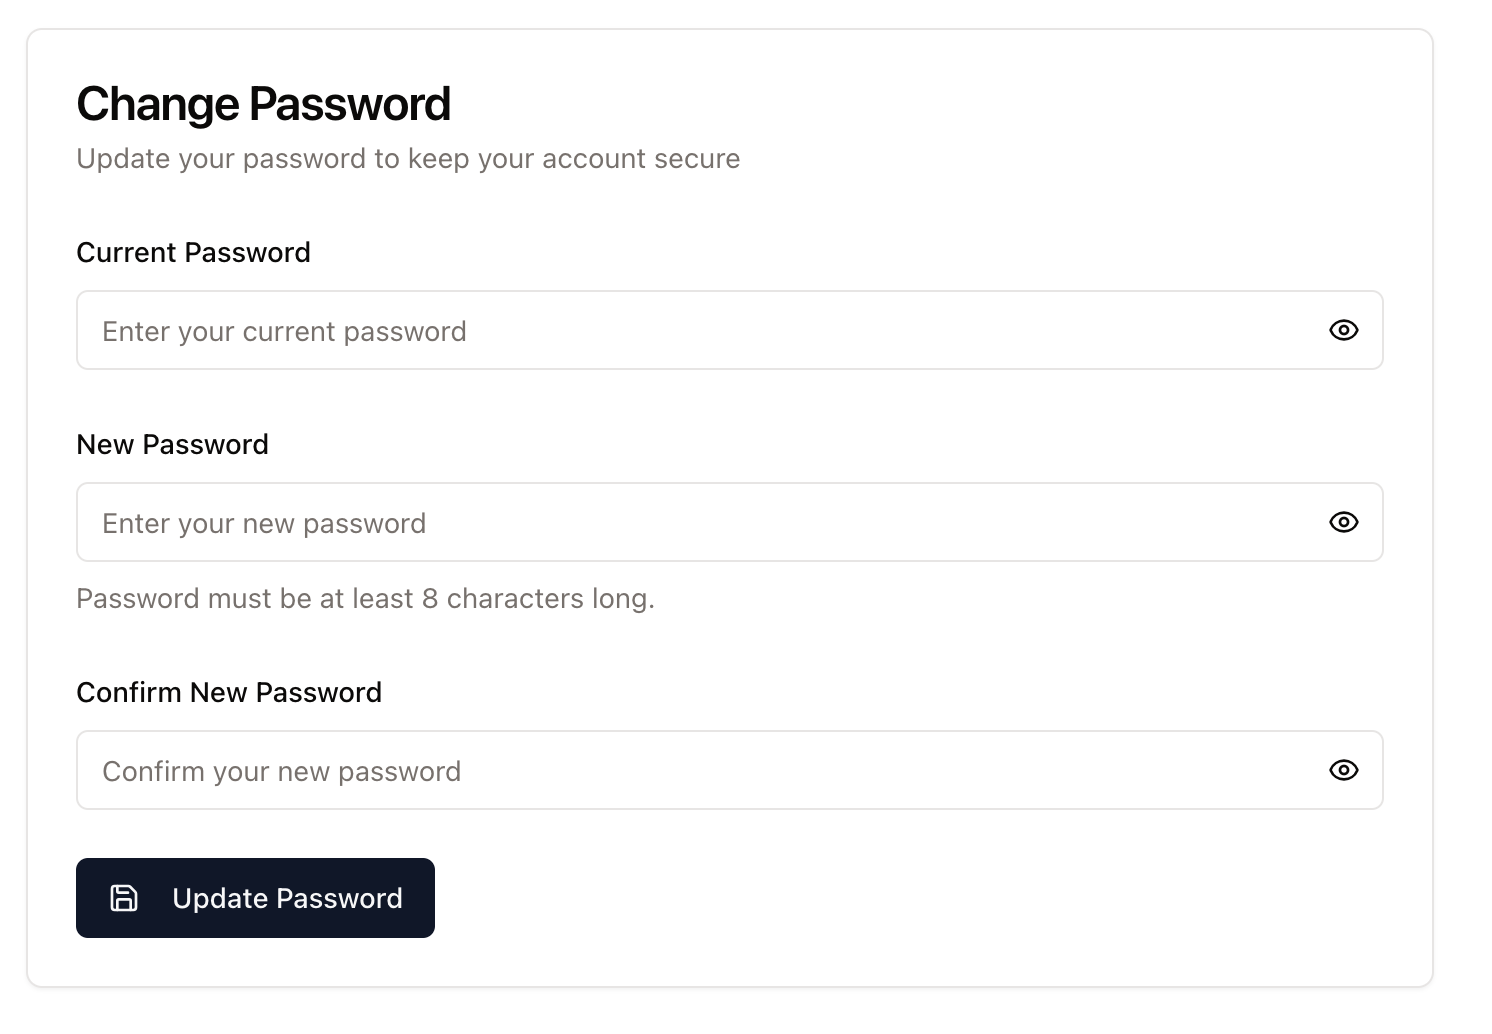 Change Password
Update your password to keep your account secure
Current Password
Enter your current password
New Password
Enter your new password
Password must be at least 8 characters long.
Confirm New Password
Confirm your new password
Update Password